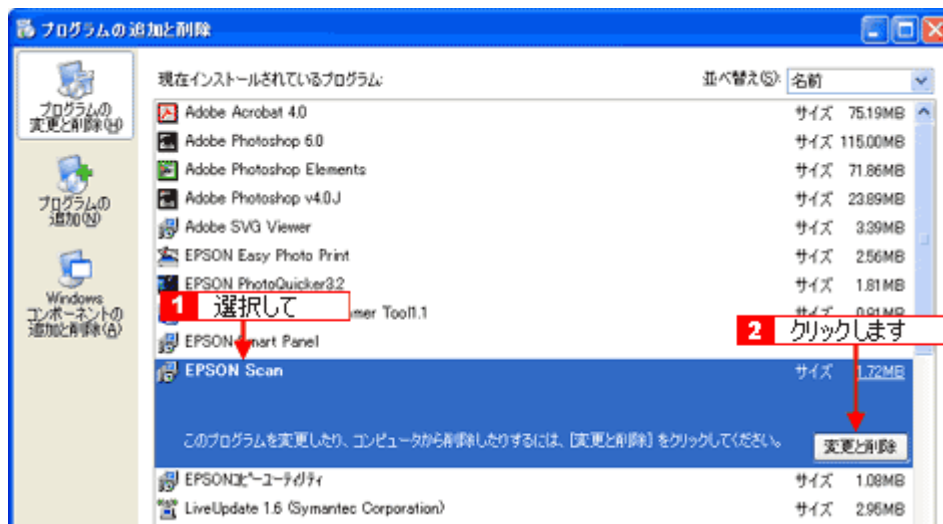 プログラムの追加と削除
プログラムの
変更と削除(H)
プログラムの
追加(N)
Windows
コンポーネントの
追加と削除(A)
現在インストールされているプログラム:
並べ替え(S): 名前
Adobe Acrobat 4.0 サイズ 75.19MB
Adobe Photoshop 6.0 サイズ 115.00MB
Adobe Photoshop Elements サイズ 71.86MB
Adobe Photoshop v4.0J サイズ 23.89MB
Adobe SVG Viewer サイズ 3.39MB
EPSON Easy Photo Print サイズ 2.56MB
EPSON PhotoQuicker3.2 サイズ 1.81MB
1 選択して
Tool1.1 サイズ 0.91MB
2 クリックします
EPSON Smart Panel
EPSON Scan サイズ 1.72MB
このプログラムを変更したり、コンピュータから削除したりするには、[変更と削除] をクリックしてください。
変更と削除
EPSONコピーユーティリティ サイズ 1.08MB
LiveUpdate 1.6 (Symantec Corporation) サイズ 2.95MB